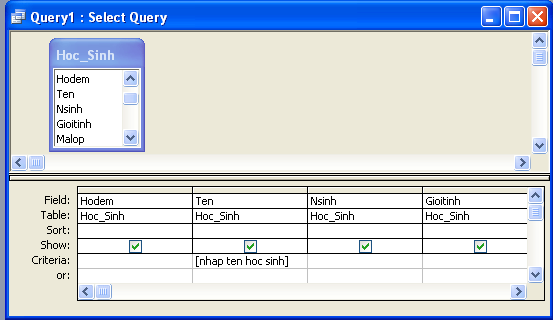 Query1 : Select Query
Hoc_Sinh
Hodem
Ten
Nsinh
Gioitinh
Malop
Field: Hodem Ten Nsinh Gioitinh
Table: Hoc_Sinh Hoc_Sinh Hoc_Sinh Hoc_Sinh
Sort:
Show:
Criteria: [nhap ten hoc sinh]
or: